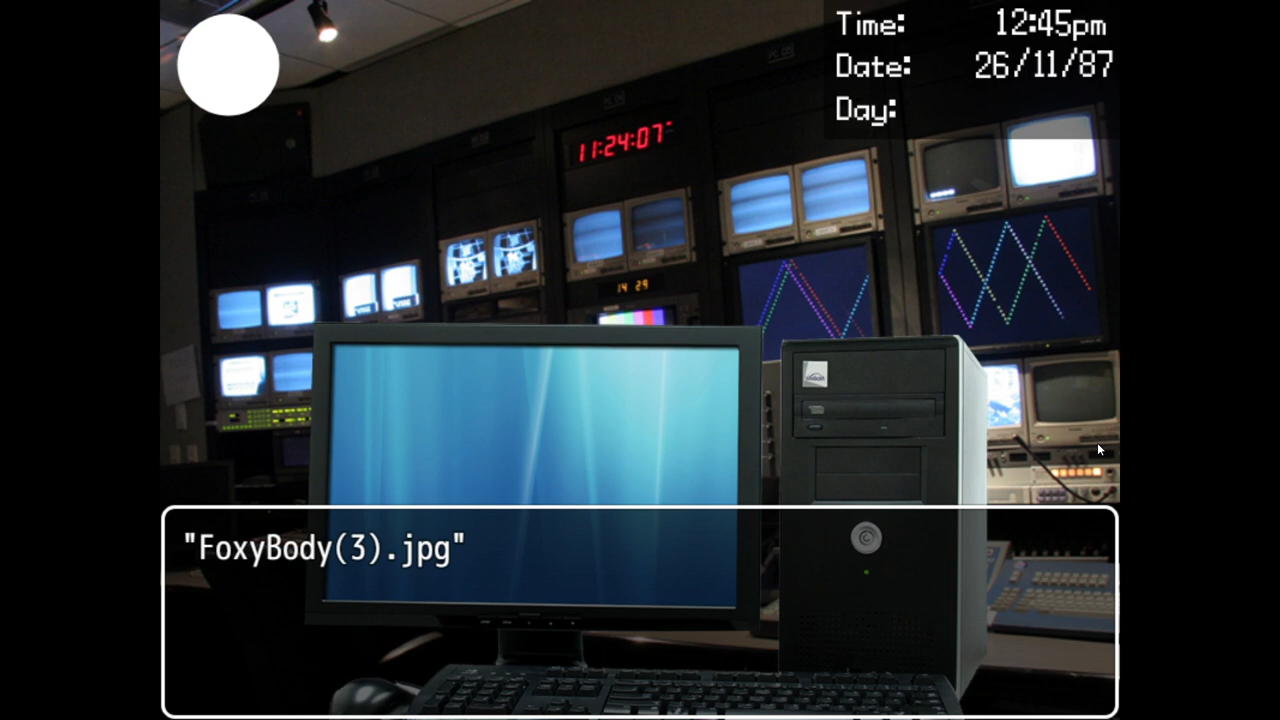 Time: 12:45pm
Date: 26/11/87
Day:
11:24:07
14 29
"FoxyBody(3).jpg"